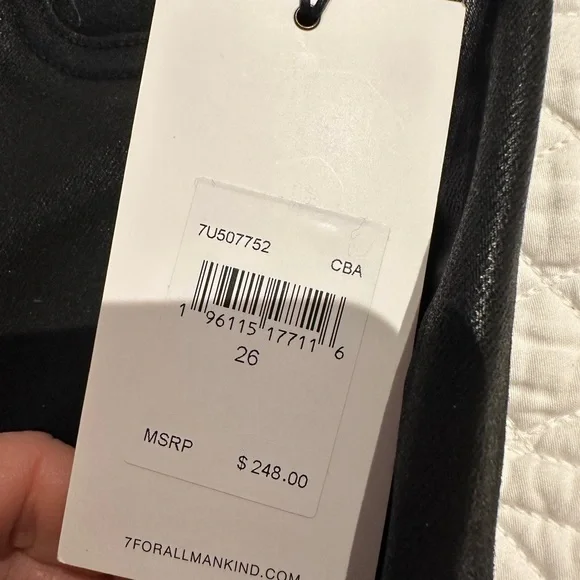 7U507752
CBA
1 96115 17711 6
26
MSRP $248.00
7FORALLMANKIND.COM